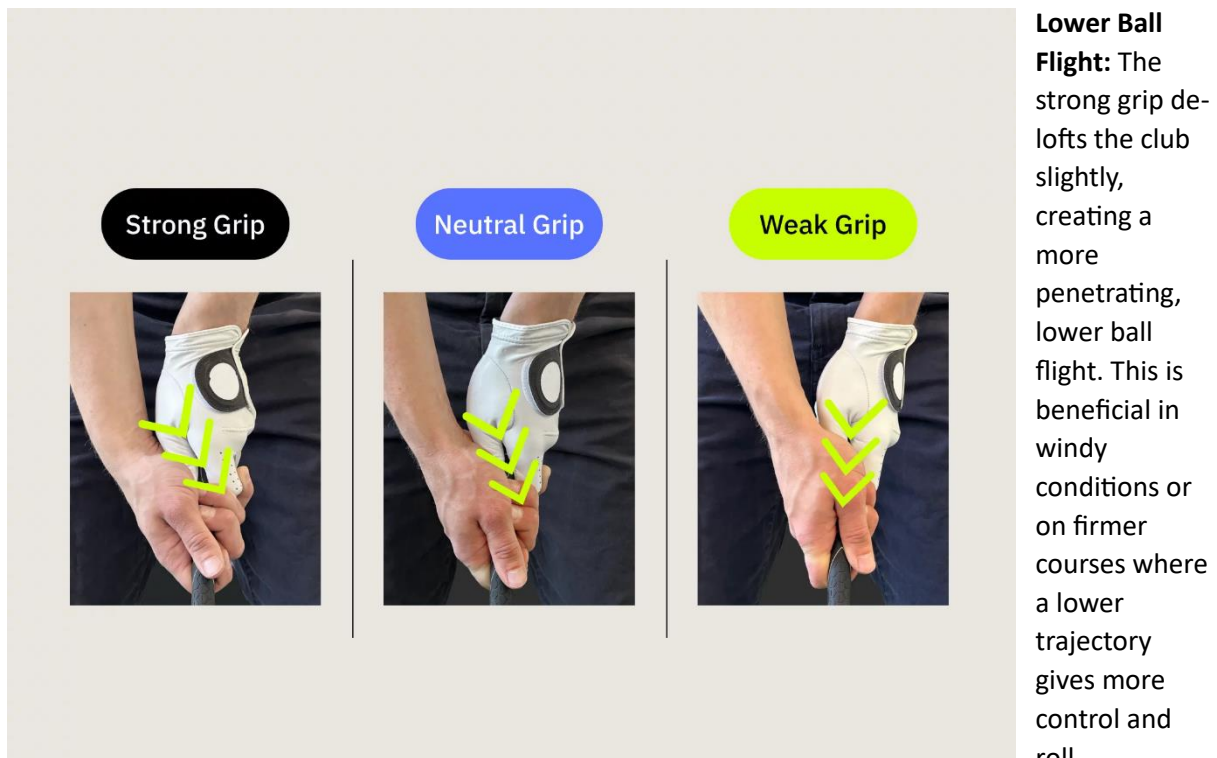 Strong Grip
Neutral Grip
Weak Grip
Lower Ball
Flight: The
strong grip de-
lofts the club
slightly,
creating a
more
penetrating,
lower ball
flight. This is
beneficial in
windy
conditions or
on firmer
courses where
a lower
trajectory
gives more
control and
roll